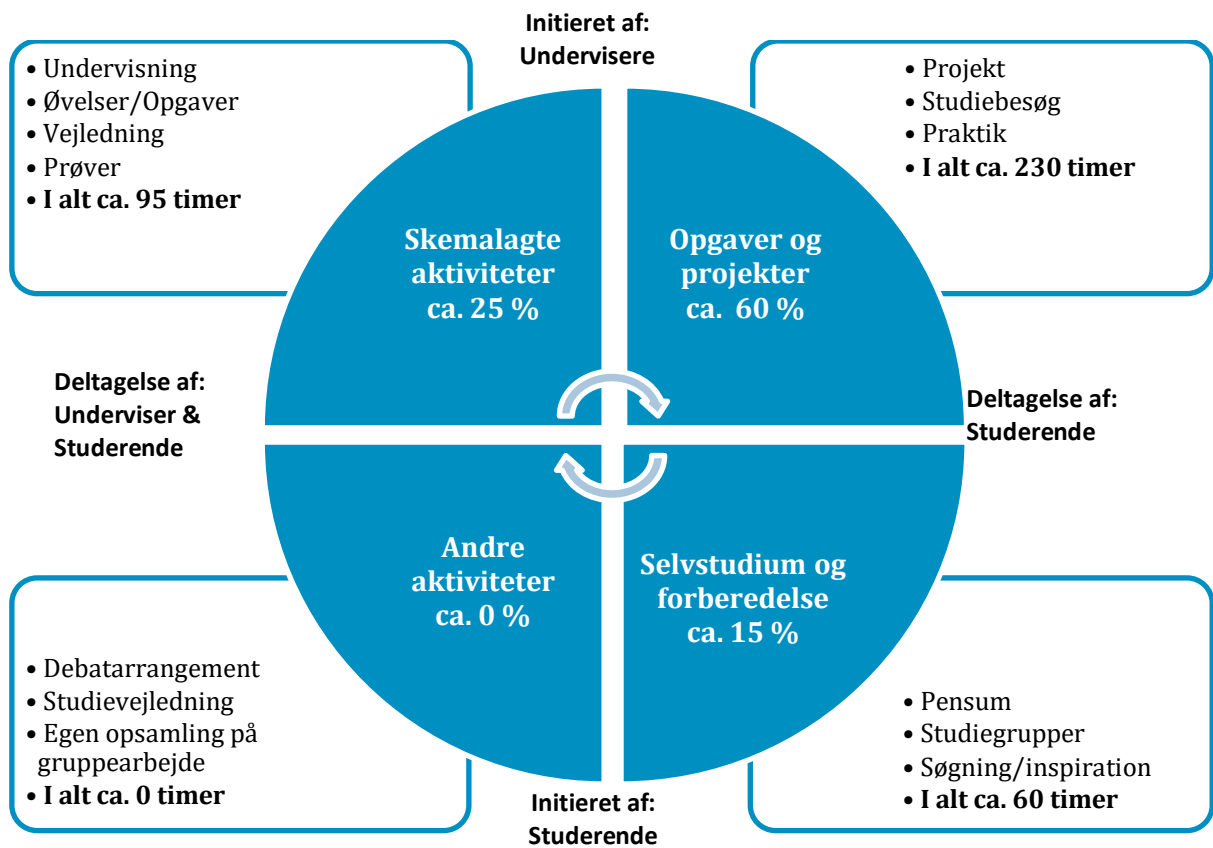 Initieret af:
Undervisere
• Undervisning
• Øvelser/Opgaver
• Vejledning
• Prøver
• I alt ca. 95 timer
• Projekt
• Studiebesøg
• Praktik
• I alt ca. 230 timer
Skemalagte
aktiviteter
ca. 25 %
Opgaver og
projekter
ca. 60 %
Deltagelse af:
Underviser &
Studerende
Deltagelse af:
Studerende
Andre
aktiviteter
ca. 0 %
Selvstudium og
forberedelse
ca. 15 %
• Debatarrangement
• Studievejledning
• Egen opsamling på
gruppearbejde
• I alt ca. 0 timer
• Pensum
• Studiegrupper
• Søgning/inspiration
• I alt ca. 60 timer
Initieret af:
Studerende